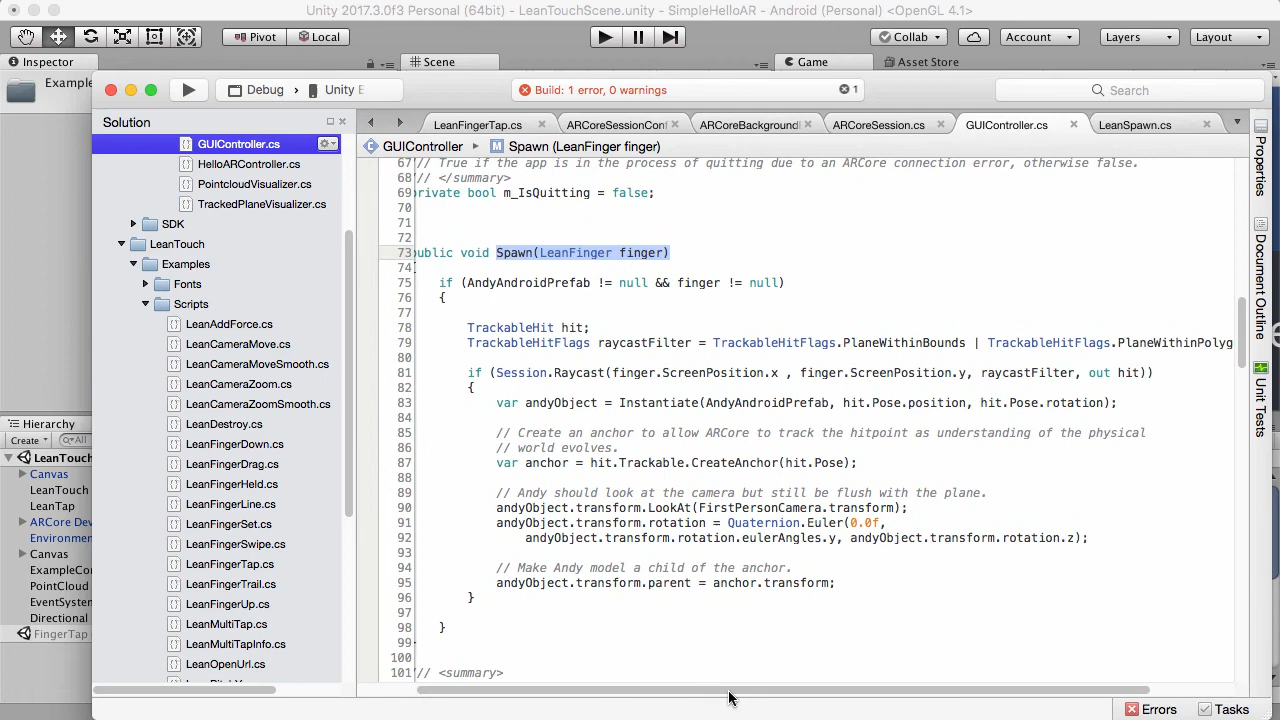 Unity 2017.3.0f3 Personal (64bit) - LeanTouchScene.unity - SimpleHelloAR - Android (Personal) <OpenGL 4.1>
Pivot Local Collab Account Layers Layout
Inspector Scene Game Asset Store
Example
Debug Unity E Build: 1 error, 0 warnings 1 Search
Solution
LeanFingerTap.cs ARCoreSessionConf ARCoreBackground ARCoreSession.cs GUIController.cs LeanSpawn.cs
GUIController Spawn (LeanFinger finger)
GUIController.cs
HelloARController.cs
PointcloudVisualizer.cs
TrackedPlaneVisualizer.cs
SDK
LeanTouch
Examples
Fonts
Scripts
LeanAddForce.cs
LeanCameraMove.cs
LeanCameraMoveSmooth.cs
LeanCameraZoom.cs
LeanCameraZoomSmooth.cs
LeanDestroy.cs
LeanFingerDown.cs
LeanFingerDrag.cs
LeanFingerHeld.cs
LeanFingerLine.cs
LeanFingerSet.cs
LeanFingerSwipe.cs
LeanFingerTap.cs
LeanFingerTrail.cs
LeanFingerUp.cs
LeanMultiTap.cs
LeanMultiTapInfo.cs
LeanOpenUrl.cs
Hierarchy
Create All
LeanTouch
Canvas
LeanTouch
LeanTap
ARCore Dev
Environmen
Canvas
ExampleCo
PointCloud
EventSystem
Directional
FingerTap
67 // True if the app is in the process of quitting due to an ARCore connection error, otherwise false.
68 // </summary>
69 private bool m_IsQuitting = false;
70
71
72
73 public void Spawn(LeanFinger finger)
74
75 if (AndyAndroidPrefab != null && finger != null)
76 {
77
78 TrackableHit hit;
79 TrackableHitFlags raycastFilter = TrackableHitFlags.PlaneWithinBounds | TrackableHitFlags.PlaneWithinPolyg
80
81 if (Session.Raycast(finger.ScreenPosition.x , finger.ScreenPosition.y, raycastFilter, out hit))
82 {
83 var andyObject = Instantiate(AndyAndroidPrefab, hit.Pose.position, hit.Pose.rotation);
84
85 // Create an anchor to allow ARCore to track the hitpoint as understanding of the physical
86 // world evolves.
87 var anchor = hit.Trackable.CreateAnchor(hit.Pose);
88
89 // Andy should look at the camera but still be flush with the plane.
90 andyObject.transform.LookAt(FirstPersonCamera.transform);
91 andyObject.transform.rotation = Quaternion.Euler(0.0f,
92 andyObject.transform.rotation.eulerAngles.y, andyObject.transform.rotation.z);
93
94 // Make Andy model a child of the anchor.
95 andyObject.transform.parent = anchor.transform;
96 }
97
98 }
99
100
101 // <summary>
Properties
Document Outline
Unit Tests
Errors Tasks